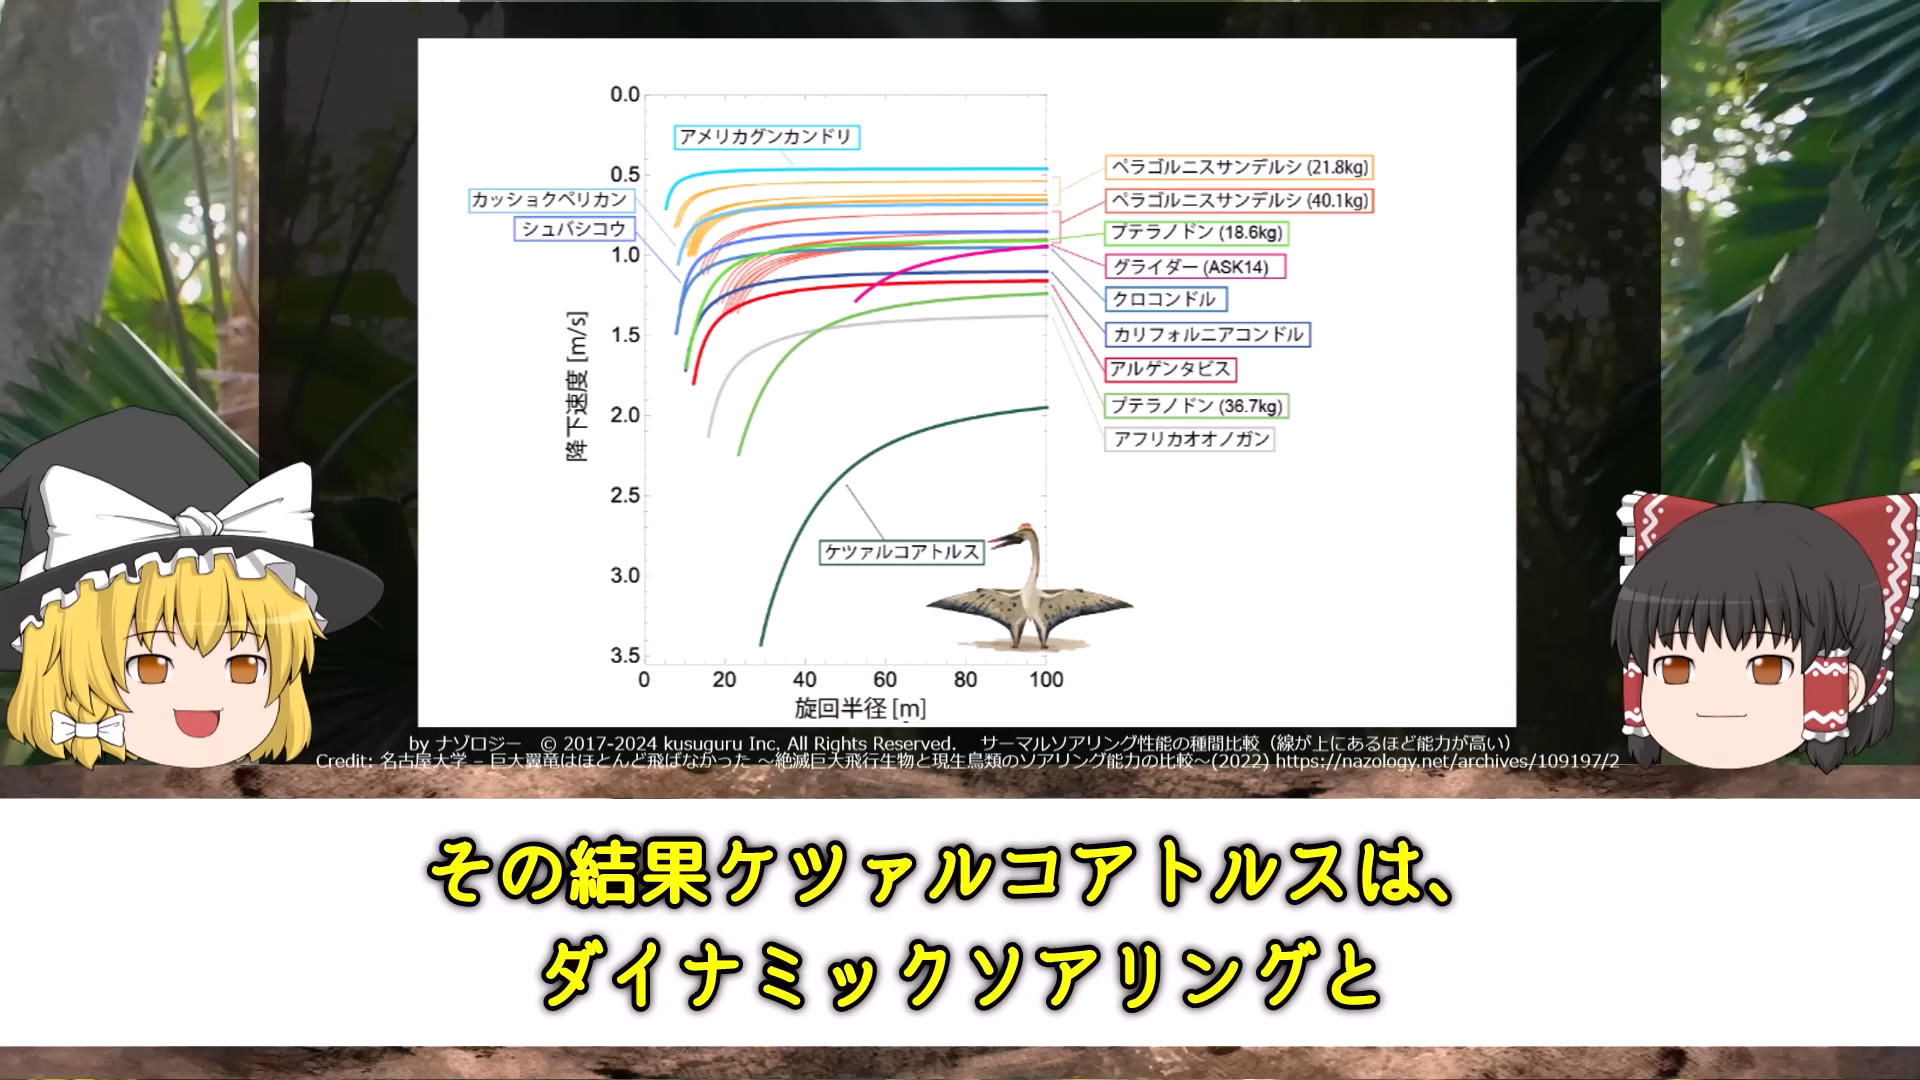 0.0
0.5
1.0
1.5
2.0
2.5
3.0
3.5
降下速度 [m/s]
0 20 40 60 80 100
旋回半径 [m]
アメリカグンカンドリ
カッショクペリカン
シュバシコウ
ペラゴルニスサンデルシ (21.8kg)
ペラゴルニスサンデルシ (40.1kg)
プテラノドン (18.6kg)
グライダー (ASK14)
クロコンドル
カリフォルニアコンドル
アルゲンタビス
プテラノドン (36.7kg)
アフリカオオノガン
ケツァルコアトルス
by ナゾロジー © 2017-2024 kusuguru Inc. All Rights Reserved. サーマルソアリング性能の種間比較（線が上にあるほど能力が高い）
Credit: 名古屋大学 – 巨大翼竜はほとんど飛ばなかった ～絶滅巨大飛行生物と現生鳥類のソアリング能力の比較～(2022) https://nazology.net/archives/109197/2
その結果ケツァルコアトルスは、
ダイナミックソアリングと